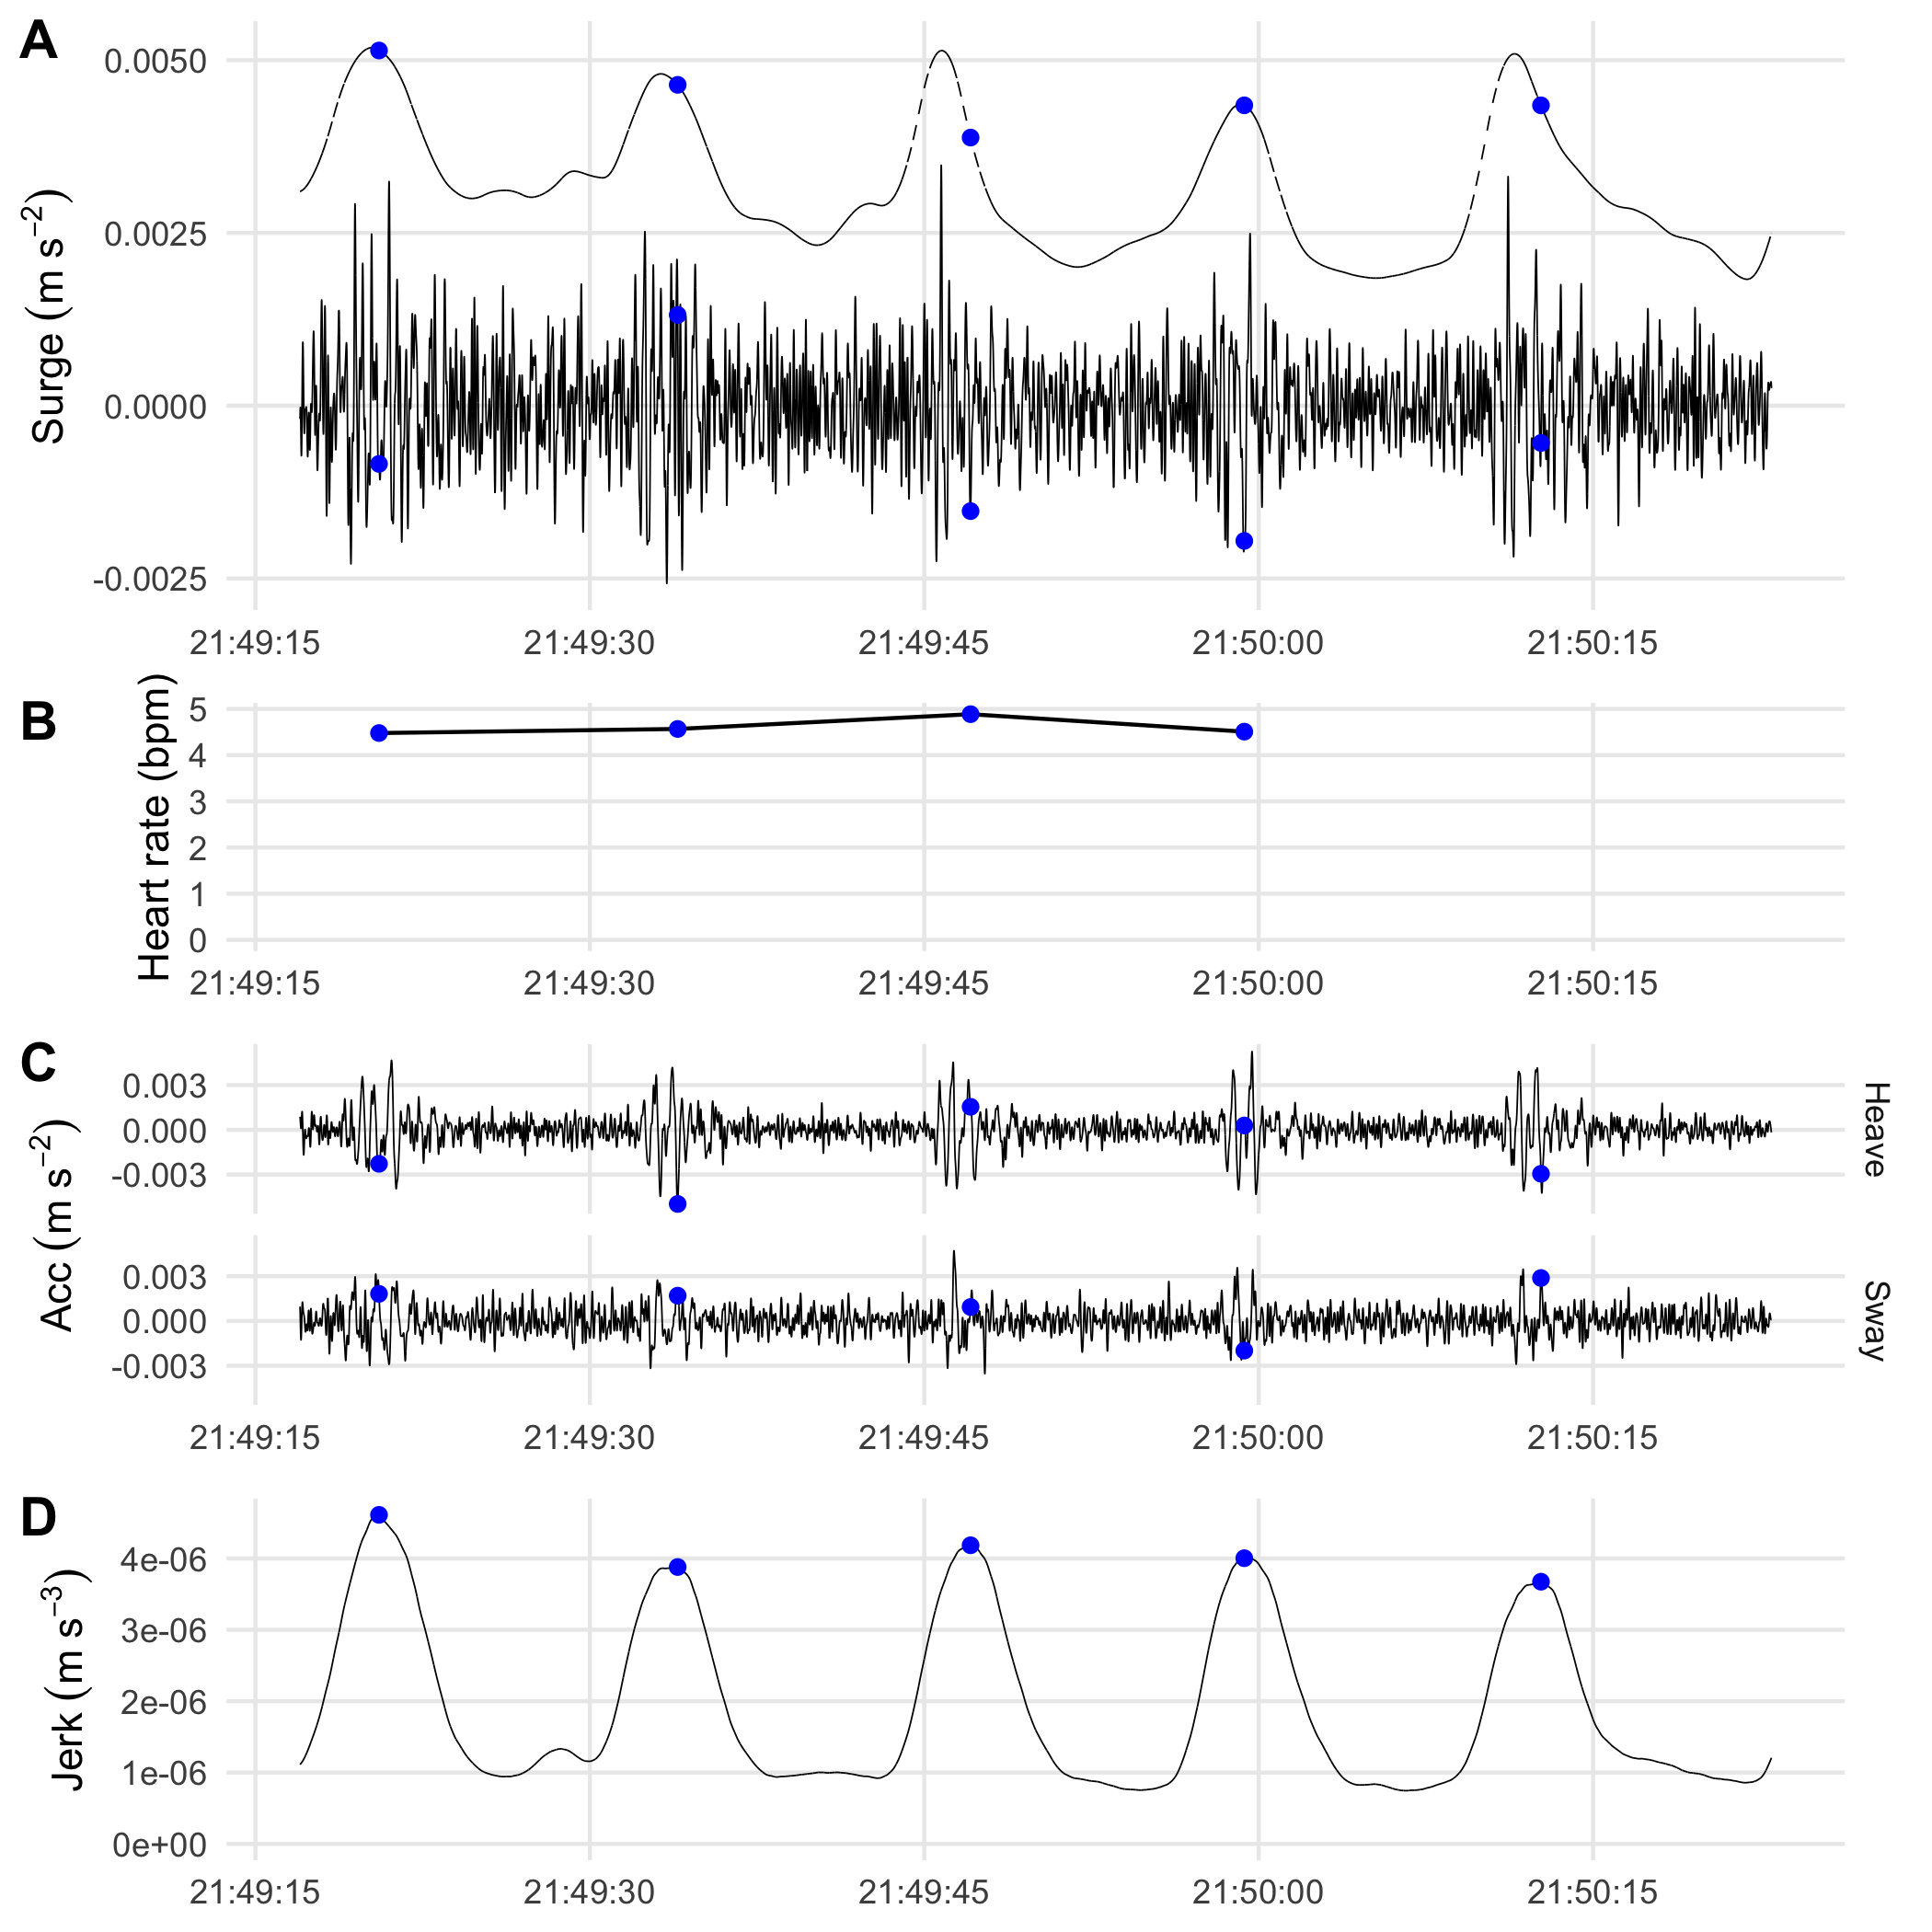 A
Surge (m s⁻²)
0.0050
0.0025
0.0000
-0.0025
21:49:15 21:49:30 21:49:45 21:50:00 21:50:15
B
Heart rate (bpm)
5
4
3
2
1
0
21:49:15 21:49:30 21:49:45 21:50:00 21:50:15
C
Acc (m s⁻²)
0.003
0.000
-0.003
Heave
0.003
0.000
-0.003
Sway
21:49:15 21:49:30 21:49:45 21:50:00 21:50:15
D
Jerk (m s⁻³)
4e-06
3e-06
2e-06
1e-06
0e+00
21:49:15 21:49:30 21:49:45 21:50:00 21:50:15